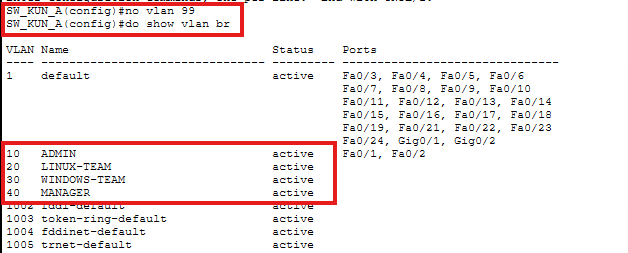 SW_KUN_A(config)#no vlan 99
SW_KUN_A(config)#do show vlan br
VLAN Name                             Status    Ports
---- -------------------------------- --------- -------------------------------
1    default                          active    Fa0/3, Fa0/4, Fa0/5, Fa0/6
                                                Fa0/7, Fa0/8, Fa0/9, Fa0/10
                                                Fa0/11, Fa0/12, Fa0/13, Fa0/14
                                                Fa0/15, Fa0/16, Fa0/17, Fa0/18
                                                Fa0/19, Fa0/21, Fa0/22, Fa0/23
                                                Fa0/24, Gig0/1, Gig0/2
10   ADMIN                            active    Fa0/1, Fa0/2
20   LINUX-TEAM                       active
30   WINDOWS-TEAM                     active
40   MANAGER                          active
1002 fddi-default                     active
1003 token-ring-default               active
1004 fddinet-default                  active
1005 trnet-default                    active